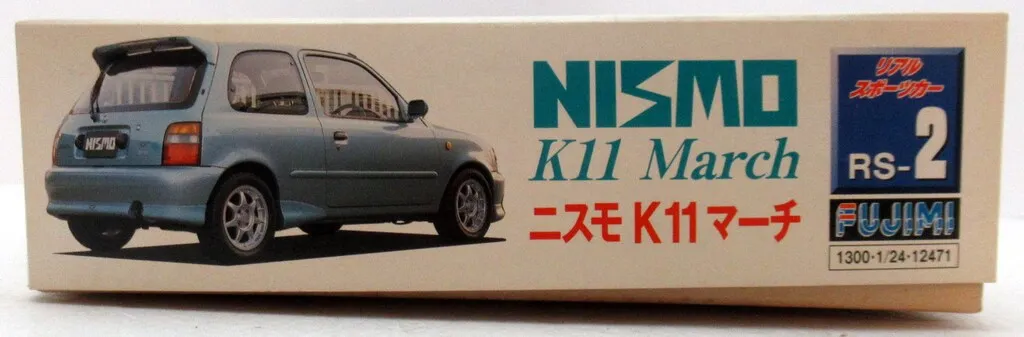 NISMO
NISMO
K11 March
ニスモ K11 マーチ
リアル
スポーツカー
RS-2
FUJIMI
1300・1/24・12471